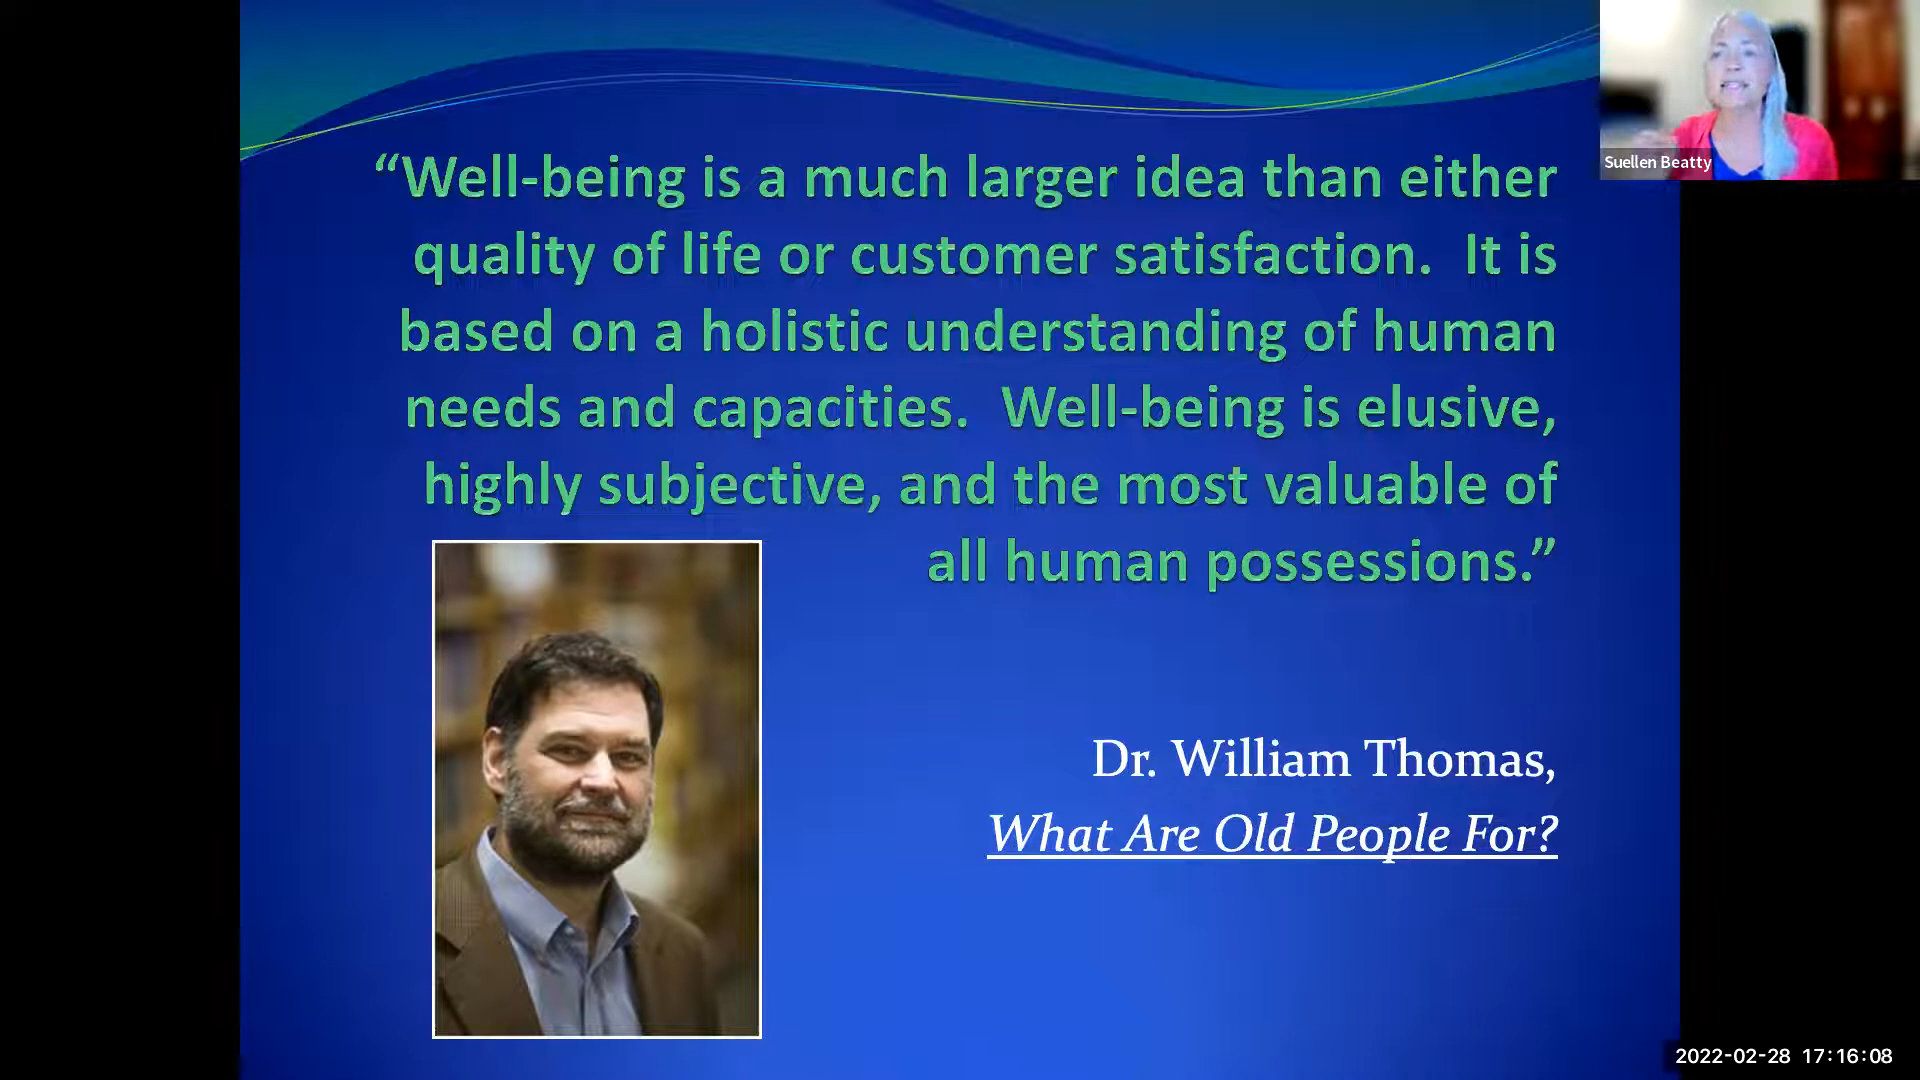 “Well-being is a much larger idea than either
quality of life or customer satisfaction.  It is
based on a holistic understanding of human
needs and capacities.  Well-being is elusive,
highly subjective, and the most valuable of
all human possessions.”
Dr. William Thomas,
What Are Old People For?
Suellen Beatty
2022-02-28 17:16:08